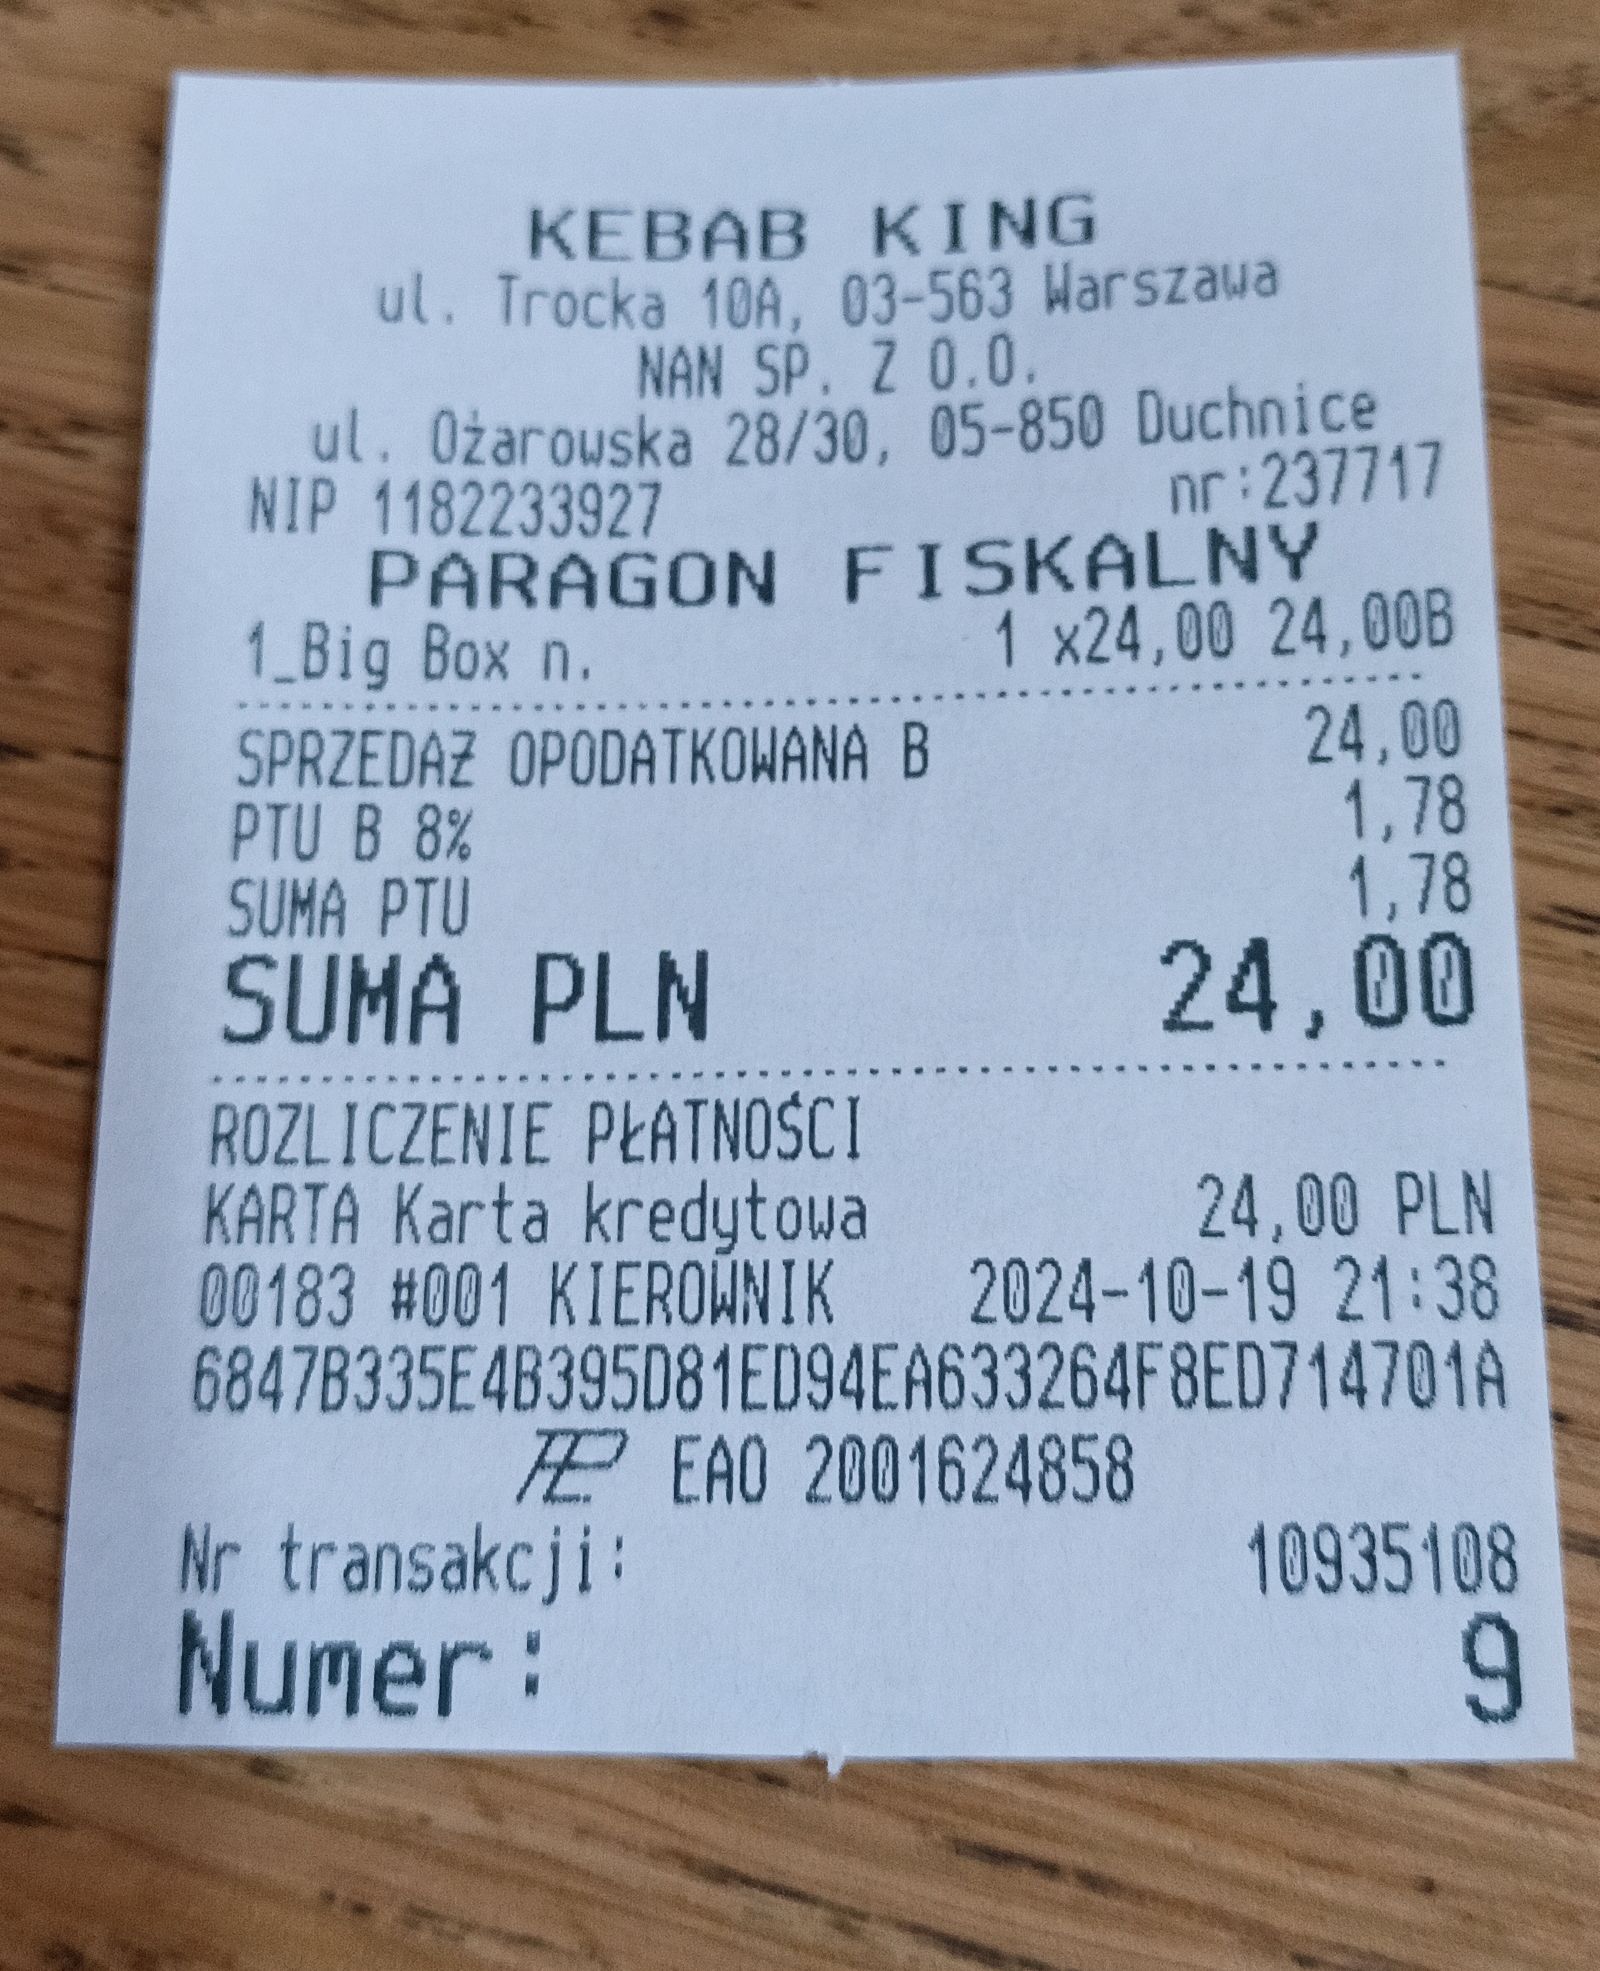 KEBAB KING
ul. Trocka 10A, 03-563 Warszawa
NAN SP. Z O.O.
ul. Ożarowska 28/30, 05-850 Duchnice
NIP 1182233927 nr:237717
PARAGON FISKALNY
1_Big Box n. 1 x24,00 24,00B
SPRZEDAŻ OPODATKOWANA B 24,00
PTU B 8% 1,78
SUMA PTU 1,78
SUMA PLN 24,00
ROZLICZENIE PŁATNOŚCI
KARTA Karta kredytowa 24,00 PLN
00183 #001 KIEROWNIK 2024-10-19 21:38
6847B335E4B395D81ED94EA633264F8ED714701A
EAO 2001624858
Nr transakcji: 10935108
Numer: 9